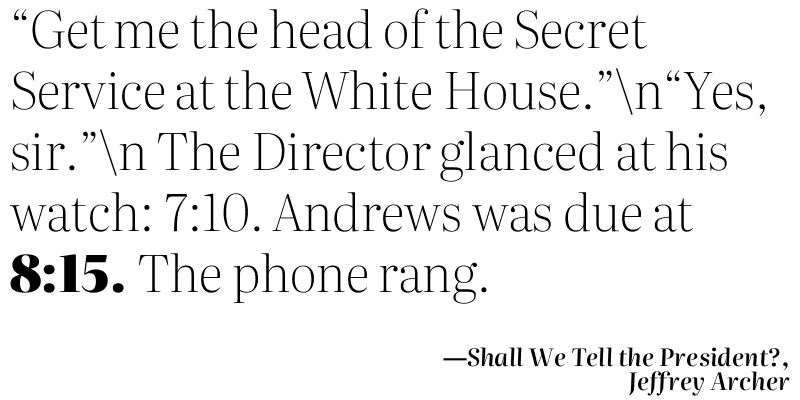 “Get me the head of the Secret
Service at the White House.”\n“Yes,
sir.”\n The Director glanced at his
watch: 7:10. Andrews was due at
8:15. The phone rang.
—Shall We Tell the President?,
Jeffrey Archer